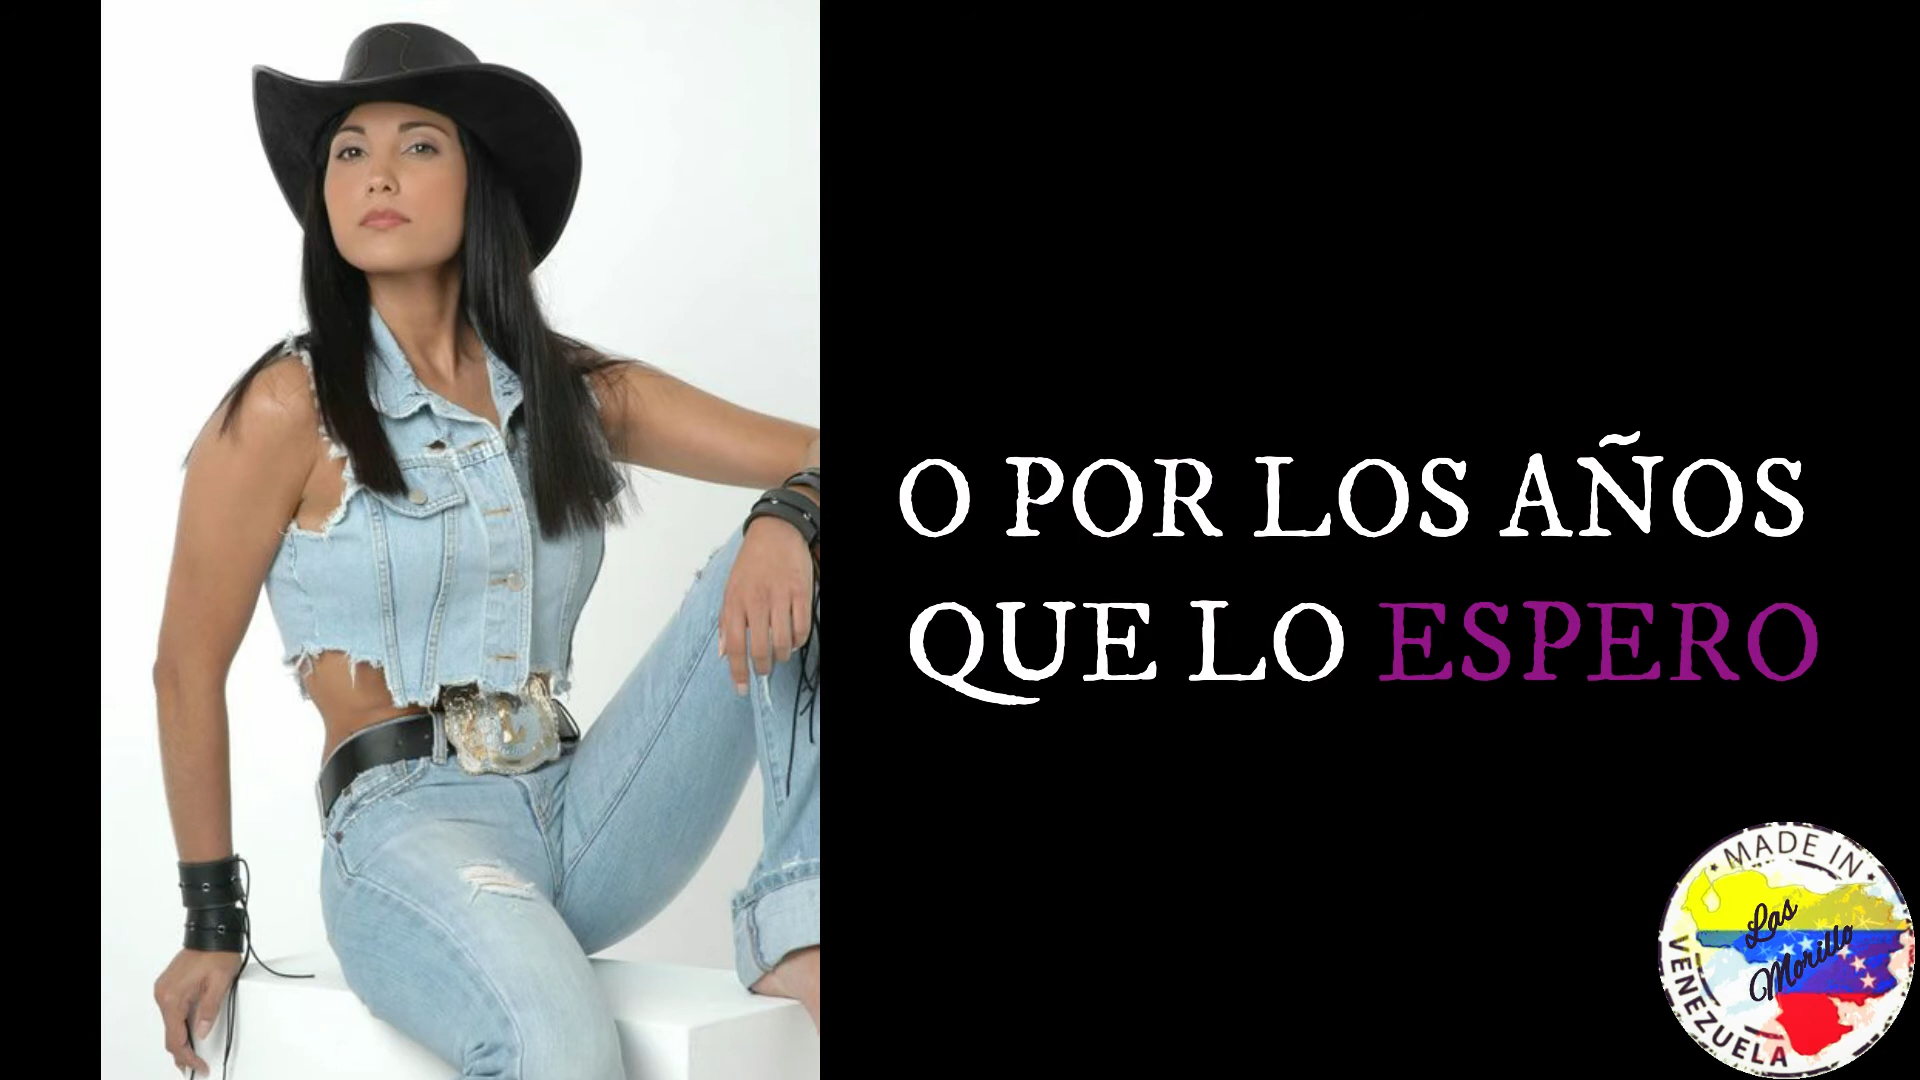 O POR LOS AÑOS
QUE LO ESPERO
MADE IN
Las
Morillo
VENEZUELA